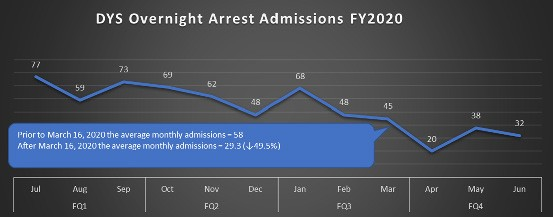 DYS Overnight Arrest Admissions FY2020
77
59
73
69
62
48
68
48
45
20
38
32
Prior to March 16, 2020 the average monthly admissions = 58
After March 16, 2020 the average monthly admissions = 29.3 (↓49.5%)
Jul Aug Sep Oct Nov Dec Jan Feb Mar Apr May Jun
FQ1 FQ2 FQ3 FQ4